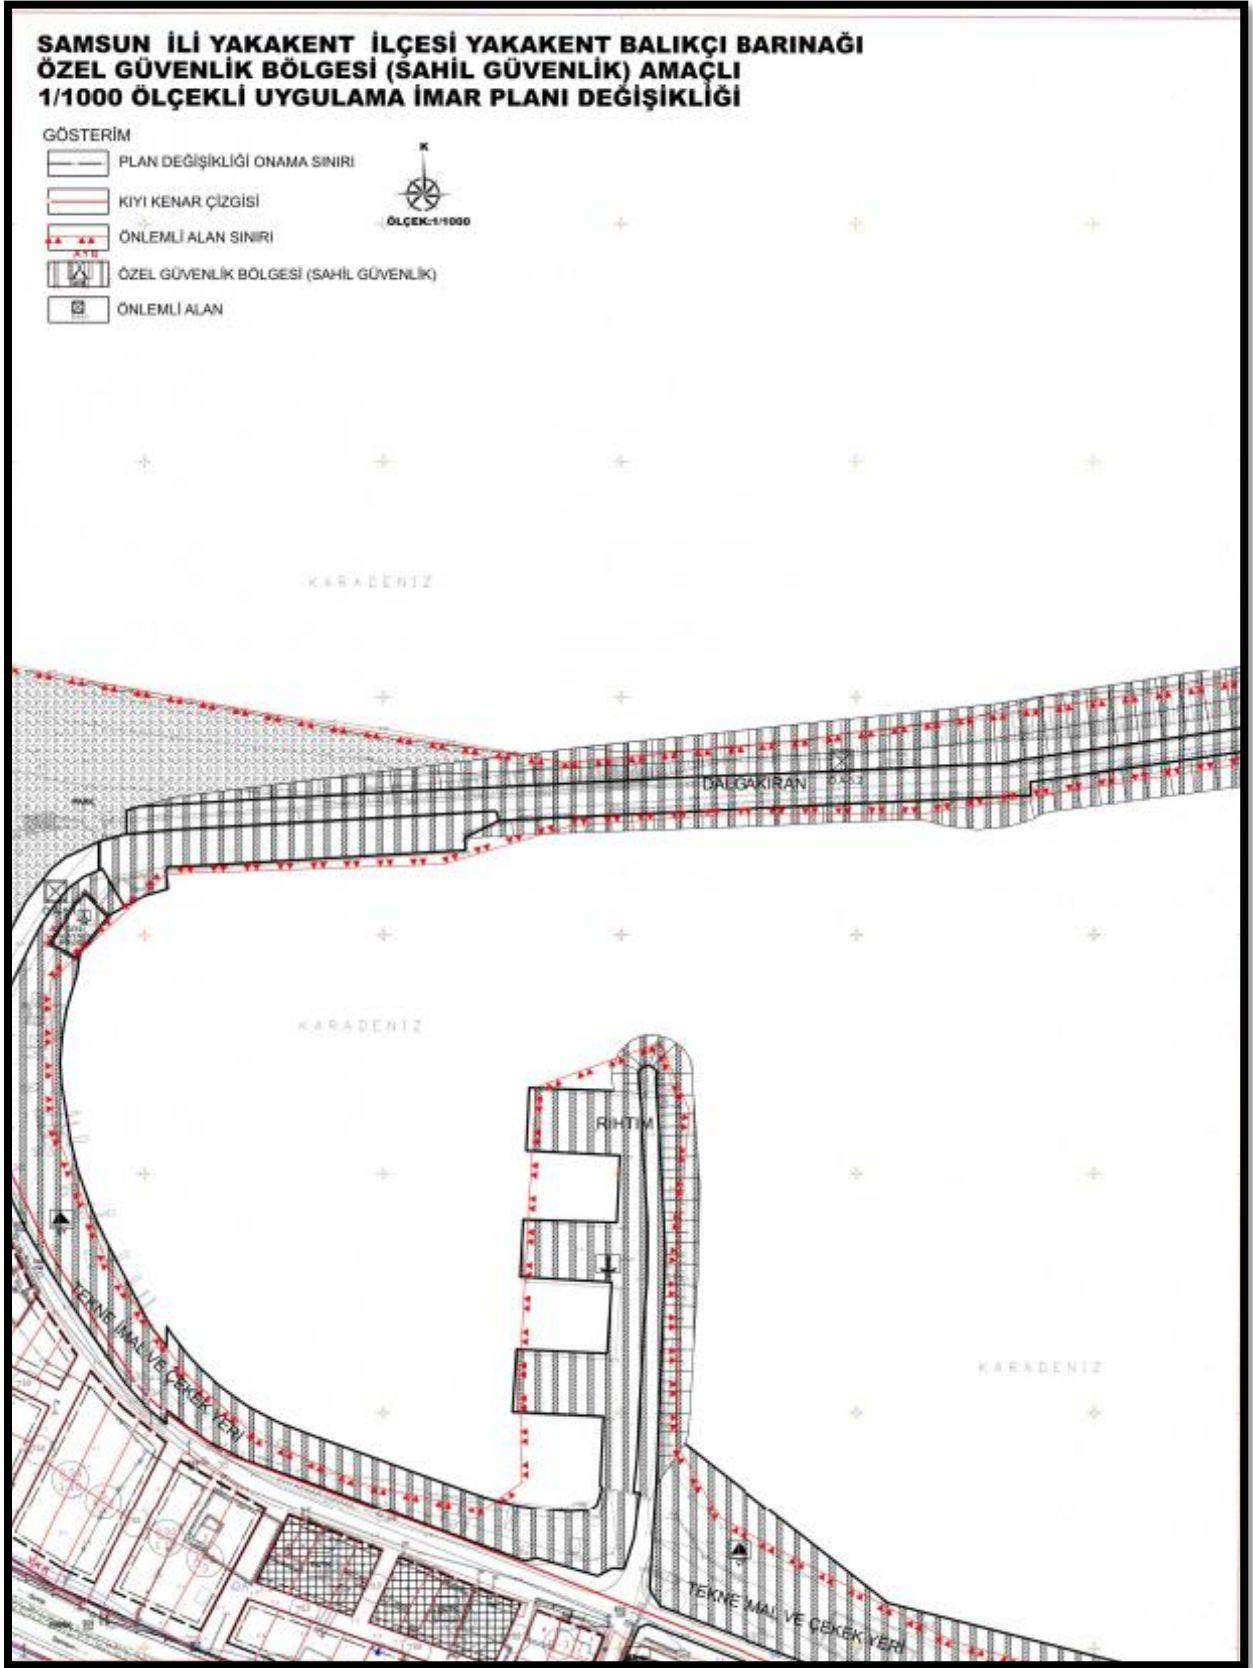 SAMSUN İLİ YAKAKENT İLÇESİ YAKAKENT BALIKÇI BARINAĞI
ÖZEL GÜVENLİK BÖLGESİ (SAHİL GÜVENLİK) AMAÇLI
1/1000 ÖLÇEKLİ UYGULAMA İMAR PLANI DEĞİŞİKLİĞİ
GÖSTERİM
PLAN DEĞİŞİKLİĞİ ONAMA SINIRI
KIYI KENAR ÇİZGİSİ
ÖNLEMLİ ALAN SINIRI
AYB
ÖZEL GÜVENLİK BÖLGESİ (SAHİL GÜVENLİK)
ÖNLEMLİ ALAN
K
ÖLÇEK:1/1000
KARADENİZ
DALGAKIRAN
PARK
KARADENİZ
RIHTIM
KARADENİZ
TEKNE İMAL VE ÇEKEK YERİ
TEKNE İMAL VE ÇEKEK YERİ